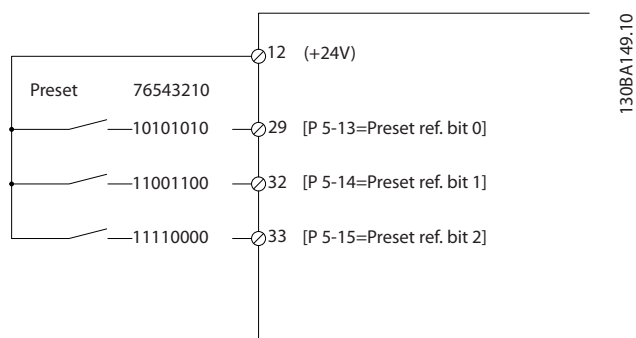 12 (+24V)
Preset 76543210
10101010 29 [P 5-13=Preset ref. bit 0]
11001100 32 [P 5-14=Preset ref. bit 1]
11110000 33 [P 5-15=Preset ref. bit 2]
130BA149.10